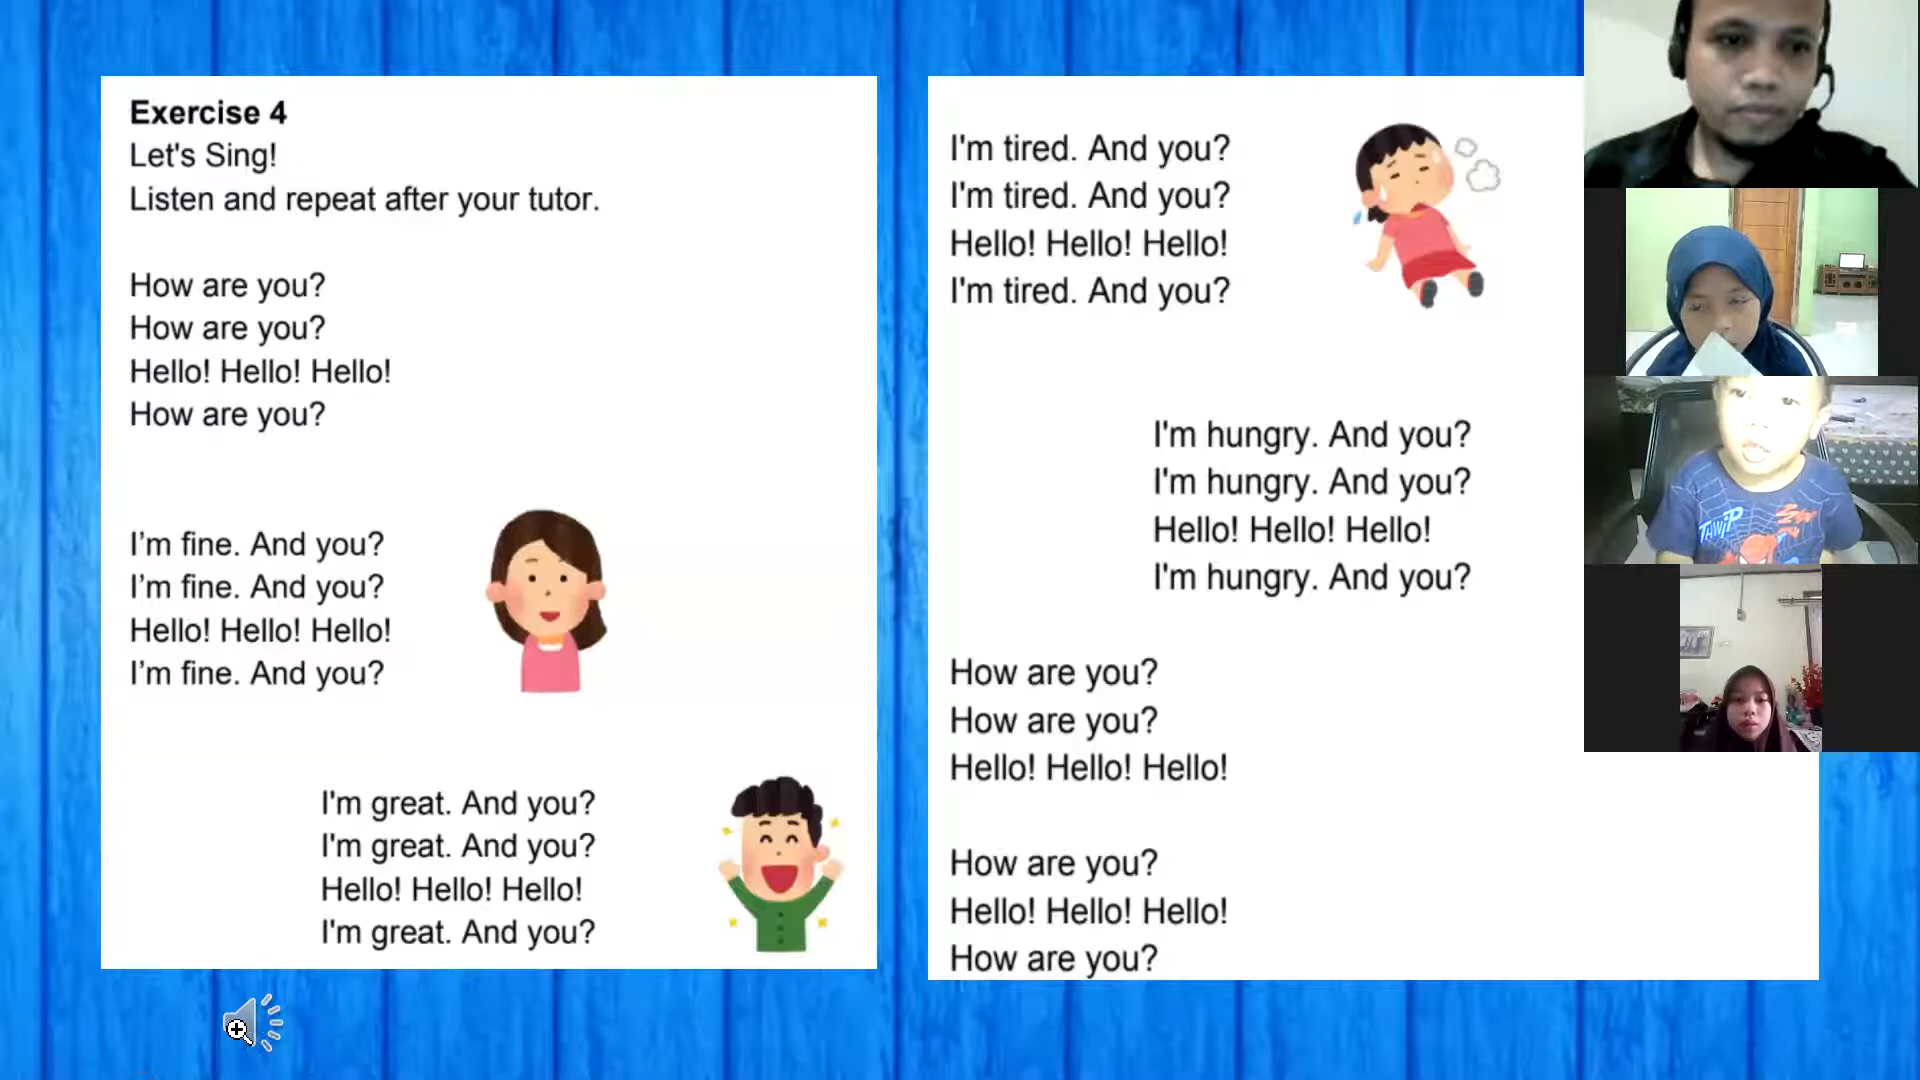 Exercise 4
Let's Sing!
Listen and repeat after your tutor.
How are you?
How are you?
Hello! Hello! Hello!
How are you?
I'm fine. And you?
I'm fine. And you?
Hello! Hello! Hello!
I'm fine. And you?
I'm great. And you?
I'm great. And you?
Hello! Hello! Hello!
I'm great. And you?
I'm tired. And you?
I'm tired. And you?
Hello! Hello! Hello!
I'm tired. And you?
I'm hungry. And you?
I'm hungry. And you?
Hello! Hello! Hello!
I'm hungry. And you?
How are you?
How are you?
Hello! Hello! Hello!
How are you?
Hello! Hello! Hello!
How are you?
THWIP